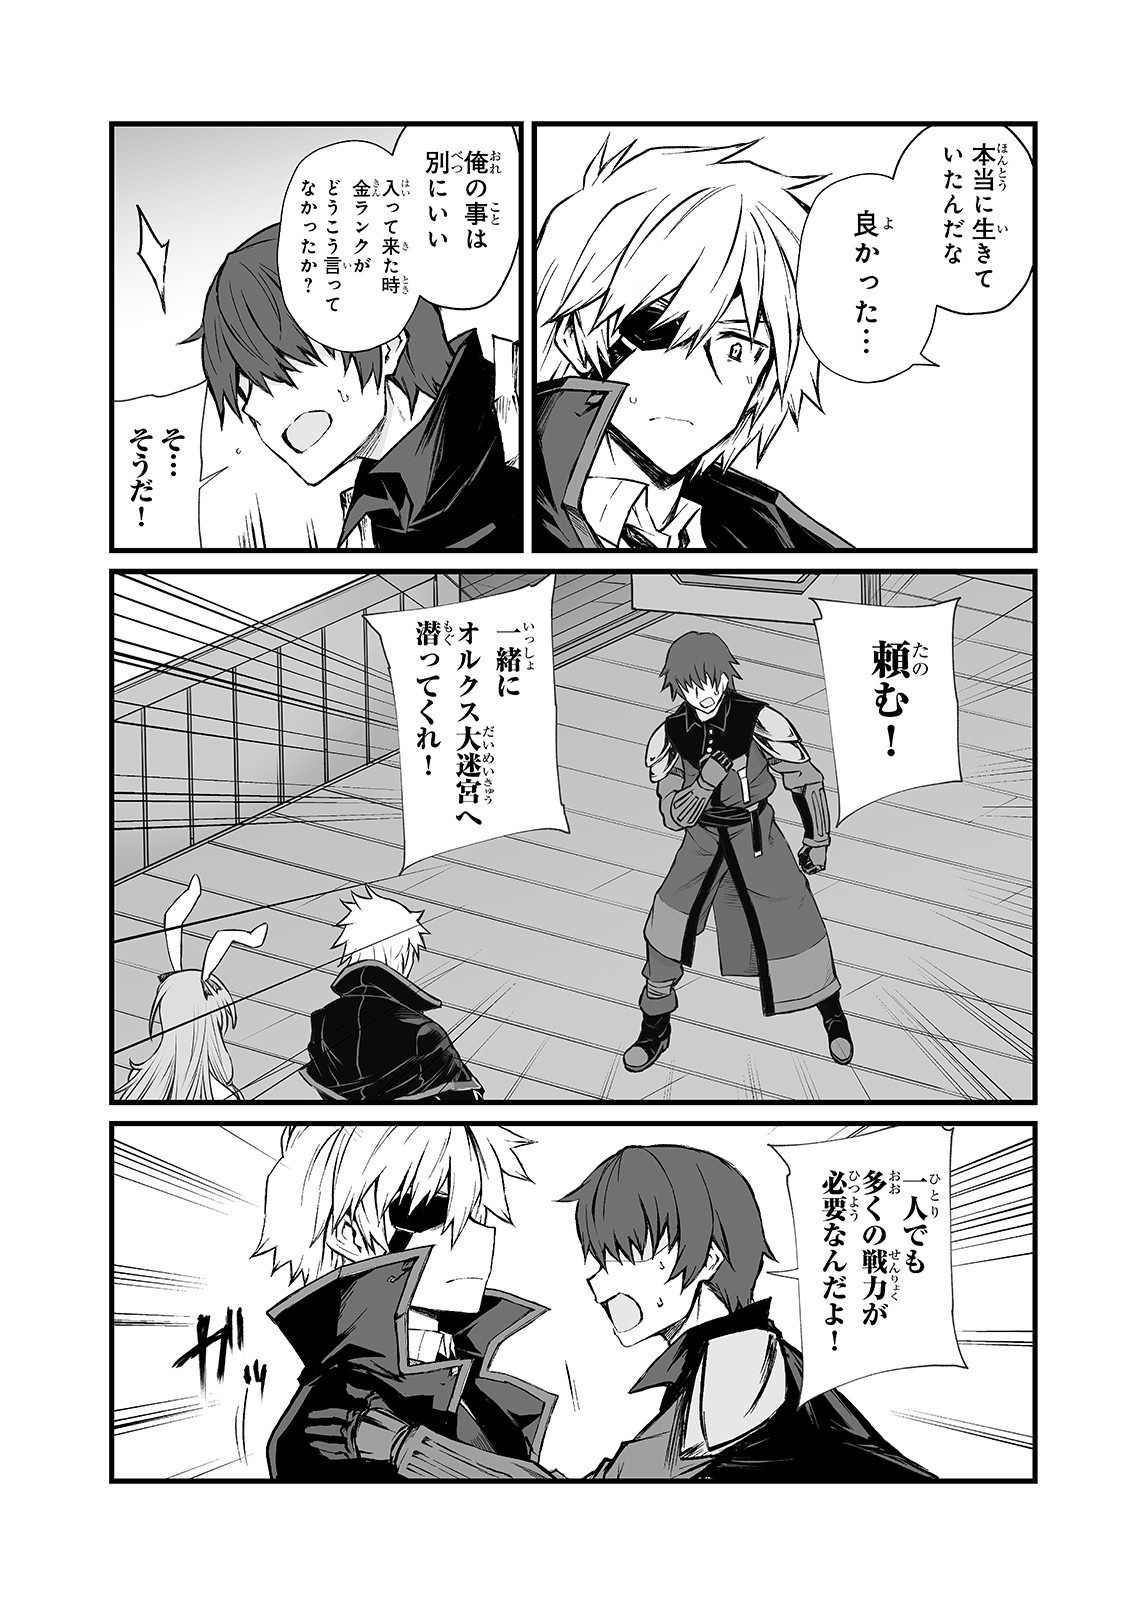 本当に生きて
いたんだな
良かった…
俺の事は
別にいい
入って来た時
金ランクが
どうこう言って
なかったか？
そ…
そうだ！
頼む！
一緒に
オルクス大迷宮へ
潜ってくれ！
一人でも
多くの戦力が
必要なんだよ！
ガッ